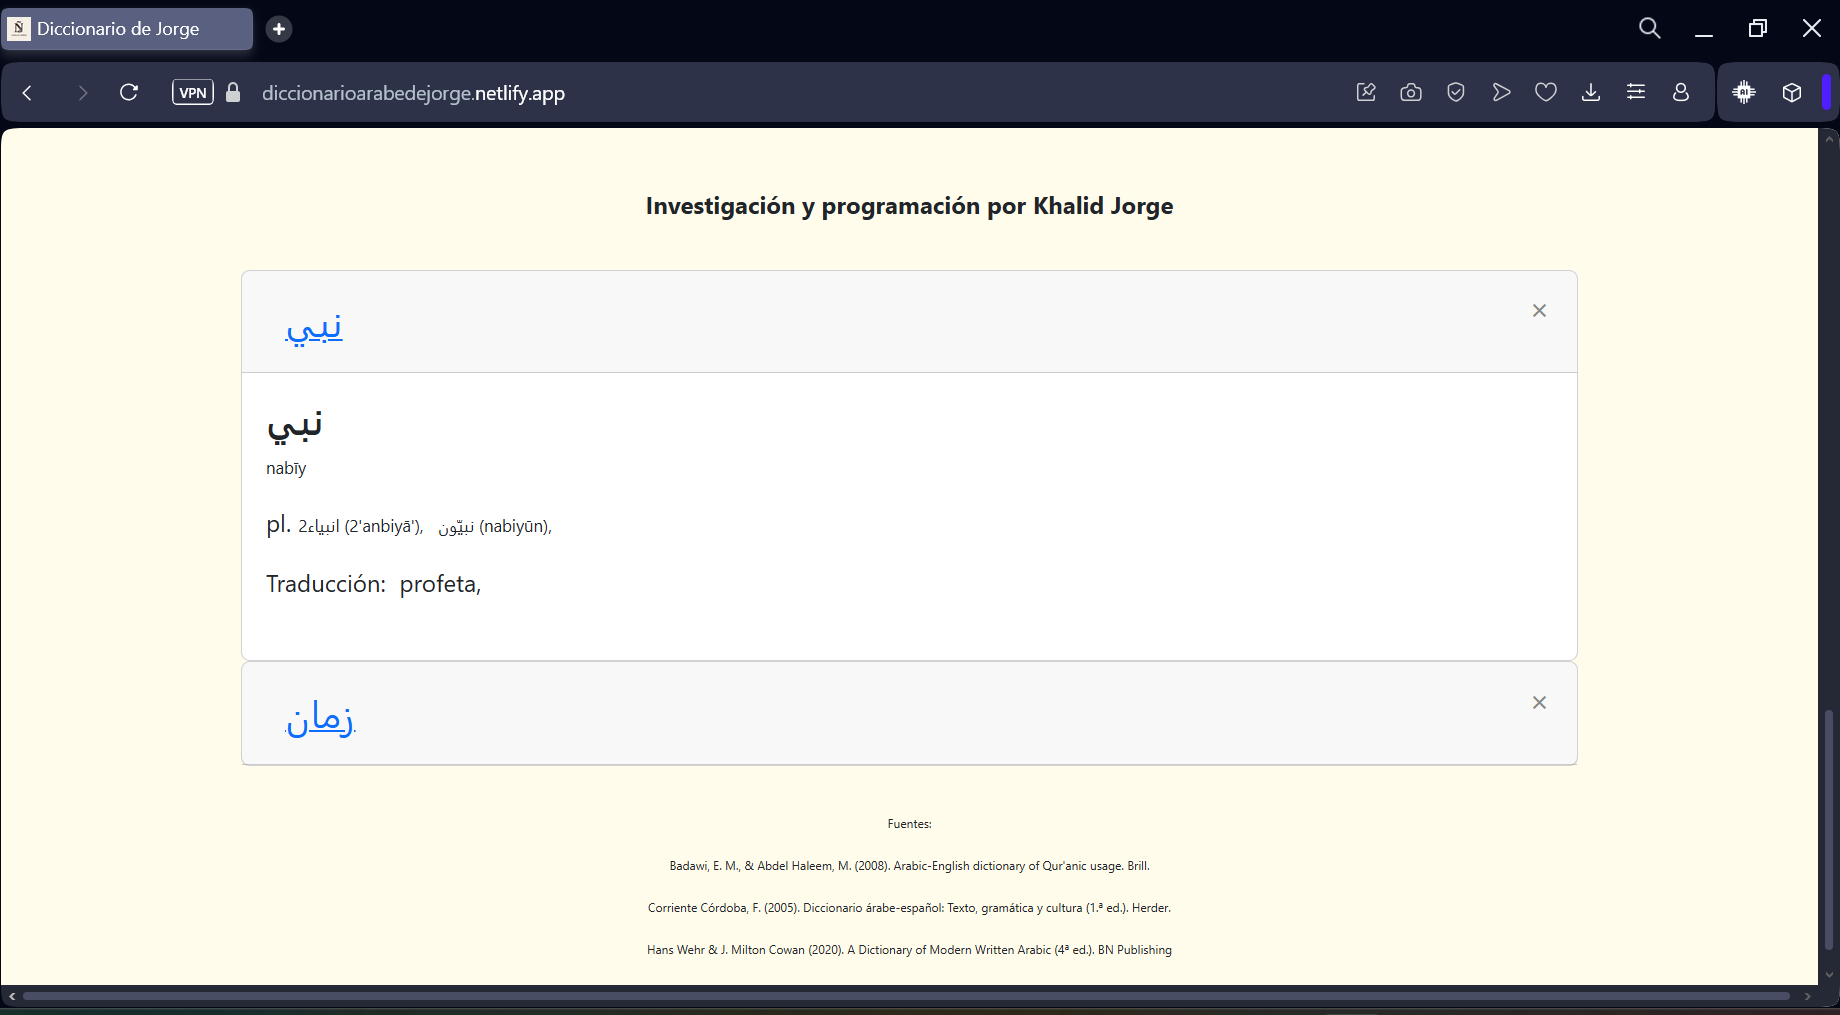 Diccionario de Jorge
VPN diccionarioarabedejorge.netlify.app
AI
Investigación y programación por Khalid Jorge
نبي
نبي
nabīy
pl. انبياء2 (2'anbiyā'), نبيّون (nabiyūn),
Traducción: profeta,
زمان
Fuentes:
Badawi, E. M., & Abdel Haleem, M. (2008). Arabic-English dictionary of Qur'anic usage. Brill.
Corriente Córdoba, F. (2005). Diccionario árabe-español: Texto, gramática y cultura (1.ª ed.). Herder.
Hans Wehr & J. Milton Cowan (2020). A Dictionary of Modern Written Arabic (4ª ed.). BN Publishing